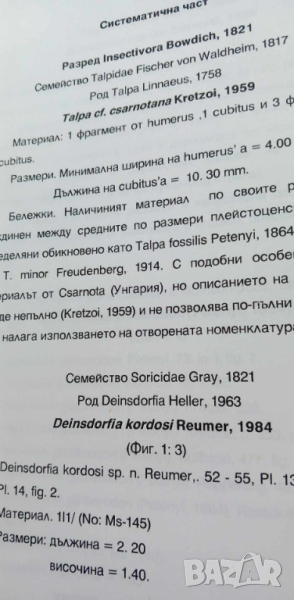 Систематична част
Разред Insectivora Bowdich, 1821
Семейство Talpidae Fischer von Waldheim, 1817
Род Talpa Linnaeus, 1758
Talpa cf. csarnotana Kretzoi, 1959
Материал: 1 фрагмент от humerus ,1 cubitus и 3 ф
cubitus.
Размери. Минимална ширина на humerus' a = 4.00
Дължина на cubitus'a = 10. 30 mm.
Бележки. Наличният материал по своите р
динен между средните по размери плейстоценс
еделяни обикновено като Talpa fossilis Petenyi, 1864
T. minor Freudenberg, 1914. С подобни особе
ериалът от Csarnota (Унгария), но описанието на
де непълно (Kretzoi, 1959) и не позволява по-пълни
налага използването на отворената номенклатура
Семейство Soricidae Gray, 1821
Род Deinsdorfia Heller, 1963
Deinsdorfia kordosi Reumer, 1984
(Фиг. 1: 3)
Deinsdorfia kordosi sp. n. Reumer,. 52 - 55, Pl. 13
Pl. 14, fig. 2.
Материал. 1I1/ (No: Ms-145)
Размери: дължина = 2. 20
височина = 1.40.
BAZAR